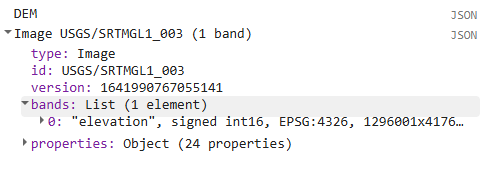 DEM JSON
Image USGS/SRTMGL1_003 (1 band) JSON
type: Image
id: USGS/SRTMGL1_003
version: 1641990767055141
bands: List (1 element)
0: "elevation", signed int16, EPSG:4326, 1296001x4176…
properties: Object (24 properties)